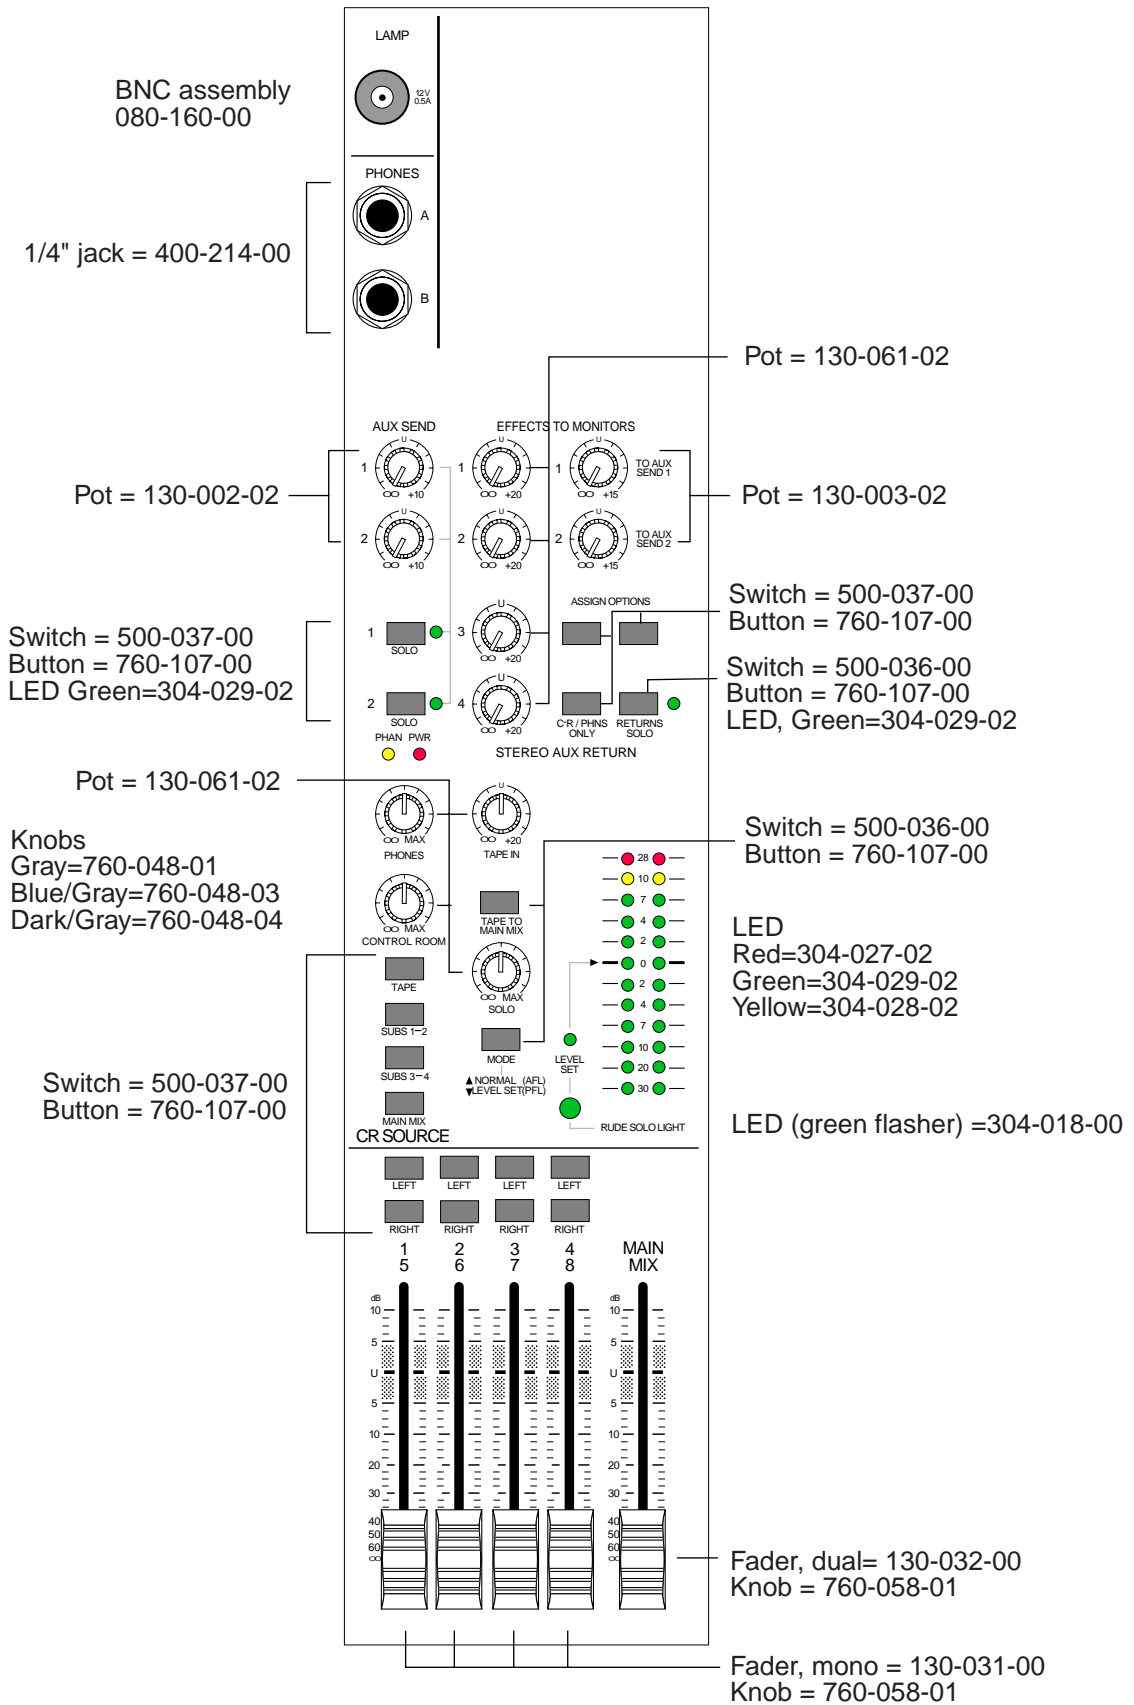 LAMP
BNC assembly
080-160-00
12V
0.5A
PHONES
A
1/4" jack = 400-214-00
B
Pot = 130-061-02
AUX SEND
EFFECTS TO MONITORS
U U U
1 1 1 TO AUX
SEND 1
∞ +10 ∞ +20 ∞ +15
Pot = 130-002-02
Pot = 130-003-02
U U U
2 2 2 TO AUX
SEND 2
∞ +10 ∞ +20 ∞ +15
Switch = 500-037-00
Button = 760-107-00
LED Green=304-029-02
1
SOLO
2
SOLO
U
3
∞ +20
U
4
∞ +20
ASSIGN OPTIONS
C-R / PHNS
ONLY
RETURNS
SOLO
Switch = 500-037-00
Button = 760-107-00
Switch = 500-036-00
Button = 760-107-00
LED, Green=304-029-02
PHAN PWR
STEREO AUX RETURN
Pot = 130-061-02
∞ MAX
PHONES
U
∞ +20
TAPE IN
Knobs
Gray=760-048-01
Blue/Gray=760-048-03
Dark/Gray=760-048-04
Switch = 500-036-00
Button = 760-107-00
∞ MAX
CONTROL ROOM
TAPE TO
MAIN MIX
∞ MAX
SOLO
MODE
▲ NORMAL (AFL)
▼LEVEL SET(PFL)
28
10
7
4
2
0
2
4
7
10
20
30
LEVEL
SET
RUDE SOLO LIGHT
LED
Red=304-027-02
Green=304-029-02
Yellow=304-028-02
LED (green flasher) =304-018-00
TAPE
SUBS 1–2
SUBS 3–4
MAIN MIX
CR SOURCE
Switch = 500-037-00
Button = 760-107-00
LEFT LEFT LEFT LEFT
RIGHT RIGHT RIGHT RIGHT
1 2 3 4 MAIN
5 6 7 8 MIX
dB dB
10 10
5 5
U U
5 5
10 10
20 20
30 30
40 40
50 50
60 60
∞ ∞
Fader, dual= 130-032-00
Knob = 760-058-01
Fader, mono = 130-031-00
Knob = 760-058-01